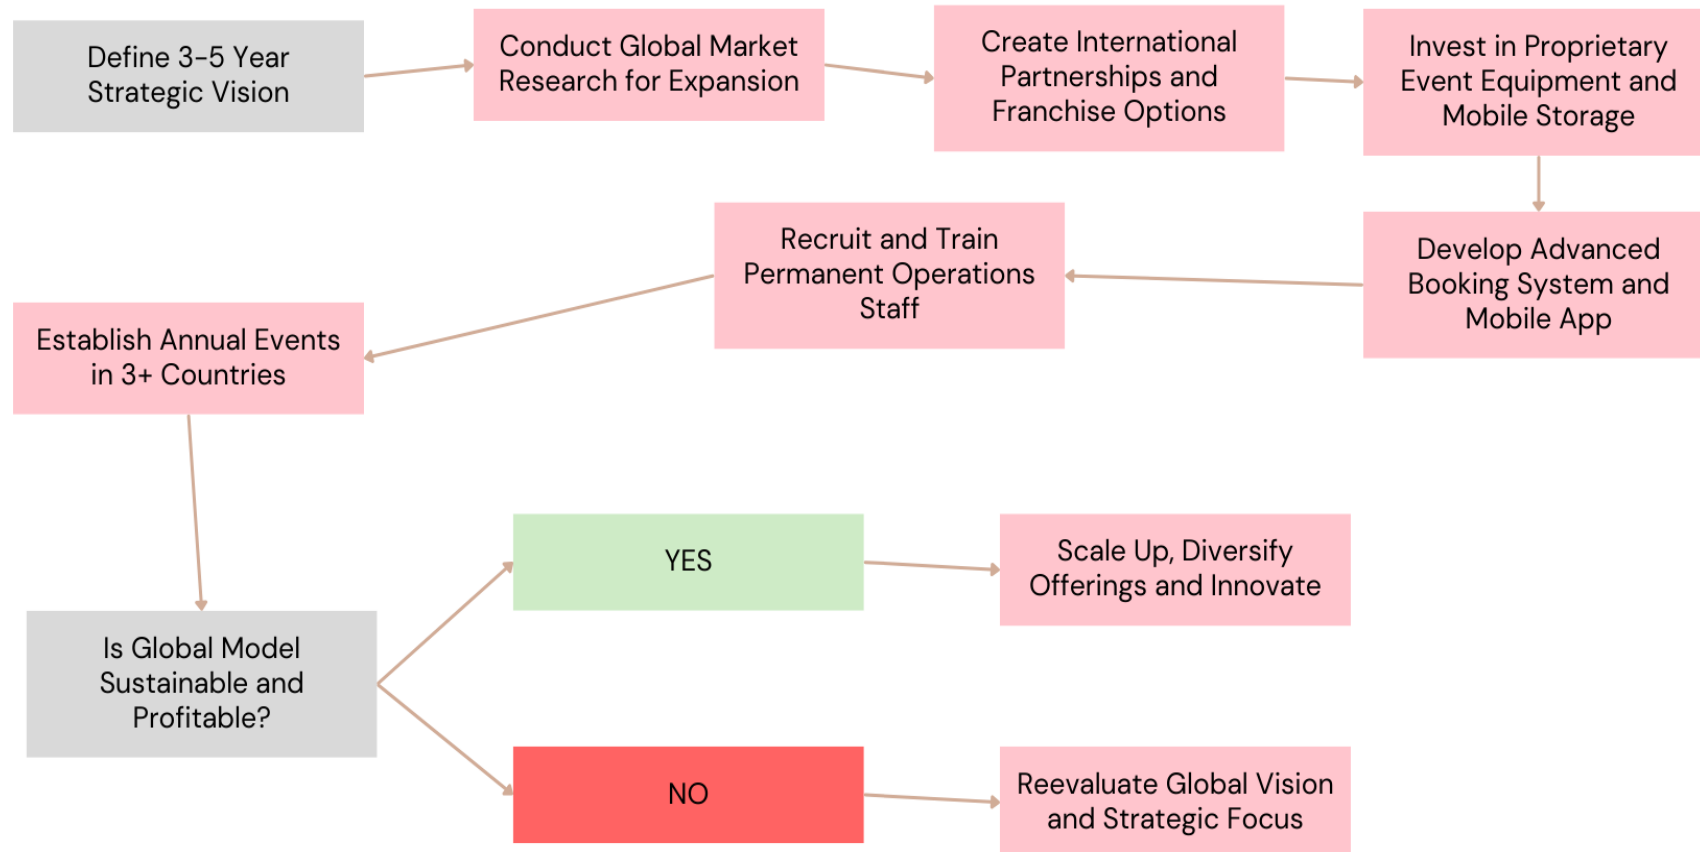 Define 3-5 Year
Strategic Vision
Conduct Global Market
Research for Expansion
Create International
Partnerships and
Franchise Options
Invest in Proprietary
Event Equipment and
Mobile Storage
Develop Advanced
Booking System and
Mobile App
Recruit and Train
Permanent Operations
Staff
Establish Annual Events
in 3+ Countries
Is Global Model
Sustainable and
Profitable?
YES
Scale Up, Diversify
Offerings and Innovate
NO
Reevaluate Global Vision
and Strategic Focus